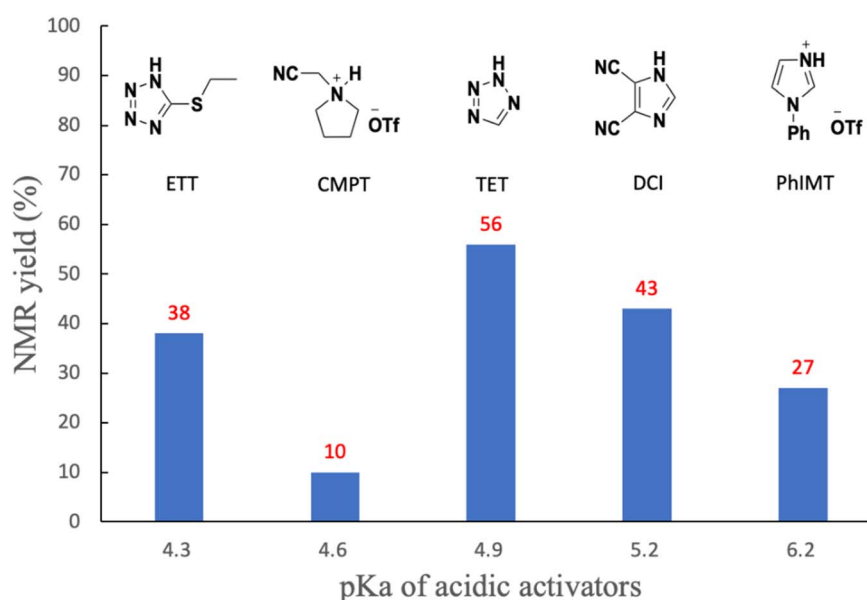 100
90
80
70
60
50
40
30
20
10
0
NMR yield (%)
H
N
N
N
N
S
ETT
38
4.3
NC
H
+
N
−
OTf
CMPT
10
4.6
H
N
N
N
N
TET
56
4.9
NC
NC
H
N
N
DCI
43
5.2
+
NH
N
Ph
−
OTf
PhIMT
27
6.2
pKa of acidic activators